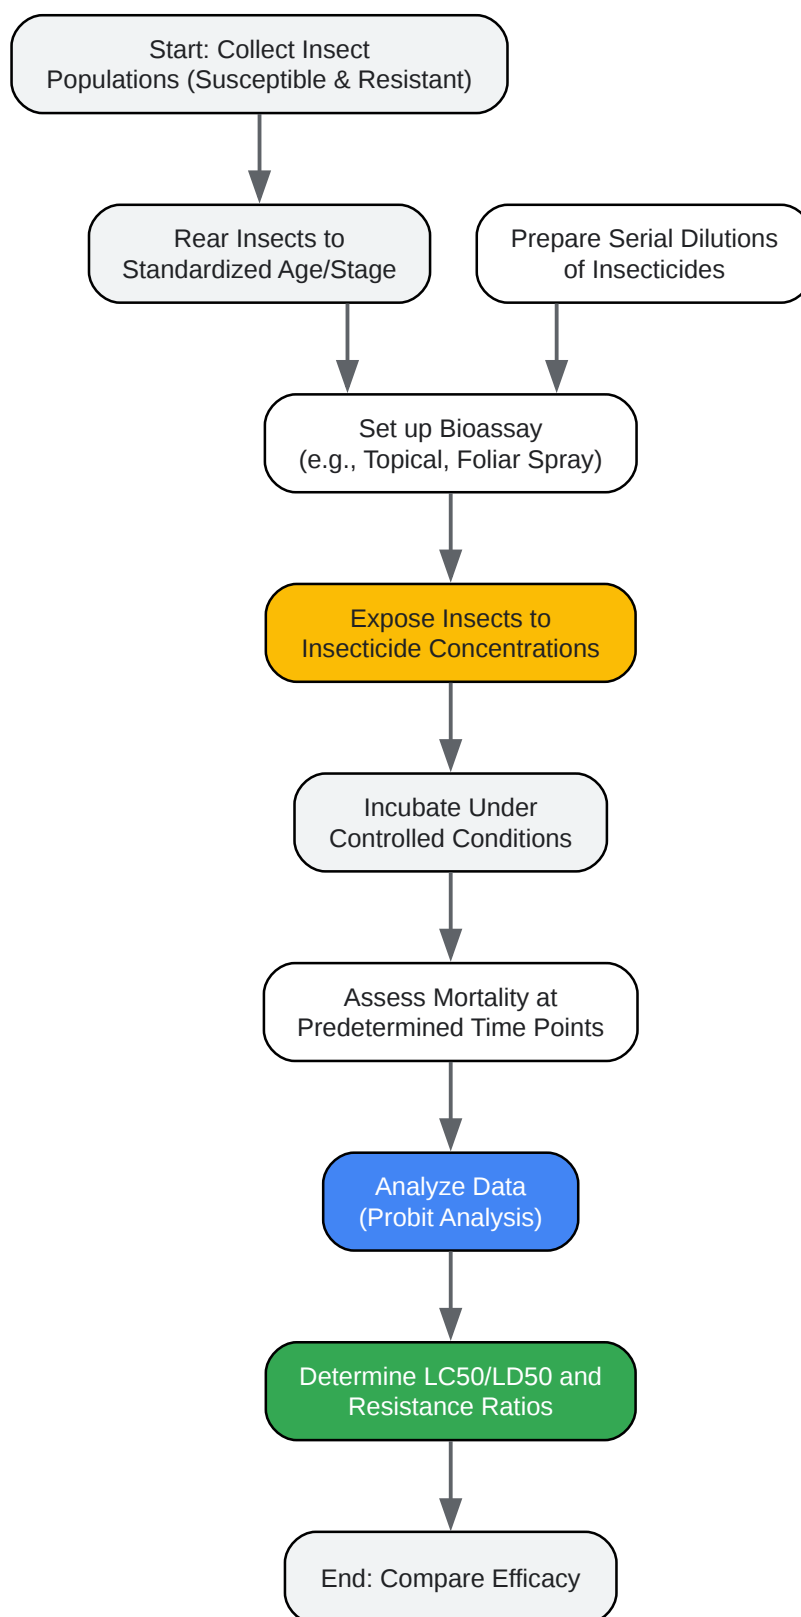 Start: Collect Insect
Populations (Susceptible & Resistant)
Rear Insects to
Standardized Age/Stage
Prepare Serial Dilutions
of Insecticides
Set up Bioassay
(e.g., Topical, Foliar Spray)
Expose Insects to
Insecticide Concentrations
Incubate Under
Controlled Conditions
Assess Mortality at
Predetermined Time Points
Analyze Data
(Probit Analysis)
Determine LC50/LD50 and
Resistance Ratios
End: Compare Efficacy